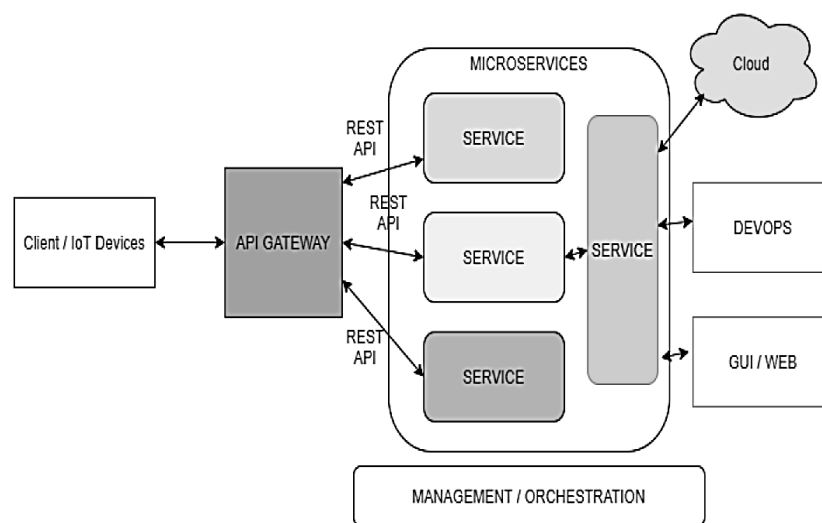 MICROSERVICES
Cloud
REST
API
SERVICE
REST
API
Client / IoT Devices
API GATEWAY
SERVICE
SERVICE
DEVOPS
REST
API
SERVICE
GUI / WEB
MANAGEMENT / ORCHESTRATION